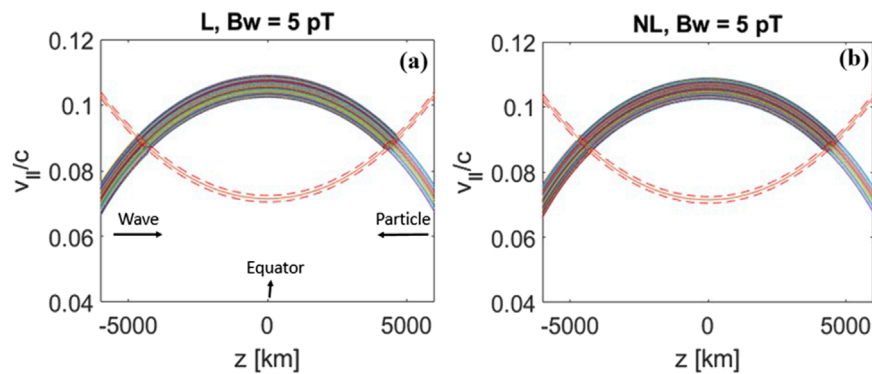 L, Bw = 5 pT
(a)
0.12
0.1
0.08
0.06
0.04
v||/c
Wave
Particle
Equator
-5000
0
5000
z [km]
NL, Bw = 5 pT
(b)
0.12
0.1
0.08
0.06
0.04
v||/c
-5000
0
5000
z [km]